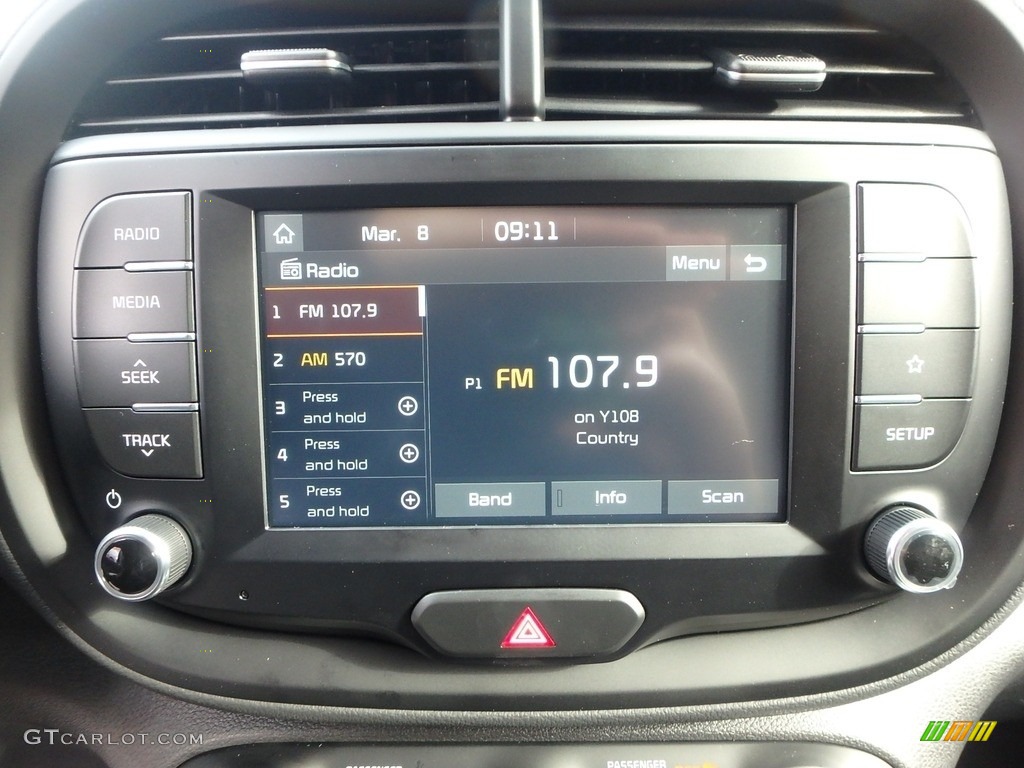 RADIO
MEDIA
SEEK
TRACK
Mar. 8 09:11
Radio
Menu
1 FM 107.9
2 AM 570
3 Press
and hold
4 Press
and hold
5 Press
and hold
P1 FM 107.9
on Y108
Country
Band Info Scan
SETUP
GTCARLOT.COM
PASSENGER
PASSENGER